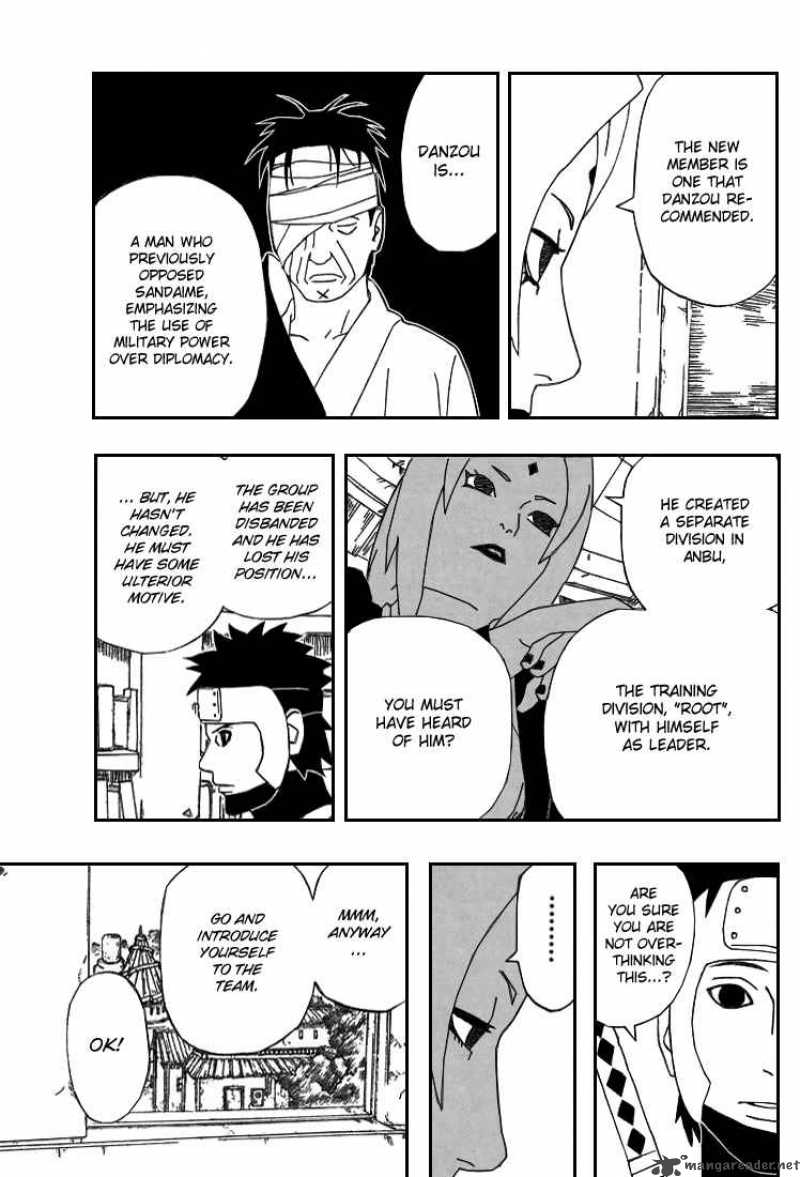 THE NEW
MEMBER IS
ONE THAT
DANZOU RE-
COMMENDED.
DANZOU
IS...
A MAN WHO
PREVIOUSLY
OPPOSED
SANDAIME,
EMPHASIZING
THE USE OF
MILITARY POWER
OVER DIPLOMACY.
HE CREATED
A SEPARATE
DIVISION IN
ANBU,
THE TRAINING
DIVISION, "ROOT",
WITH HIMSELF
AS LEADER.
YOU MUST
HAVE HEARD
OF HIM?
THE GROUP
HAS BEEN
DISBANDED
AND HE HAS
LOST HIS
POSITION...
... BUT, HE
HASN'T
CHANGED.
HE MUST
HAVE SOME
ULTERIOR
MOTIVE.
ARE
YOU SURE
YOU ARE
NOT OVER-
THINKING
THIS...?
.........
MMM,
ANYWAY
...
GO AND
INTRODUCE
YOURSELF
TO THE
TEAM.
OK!
mangareader.net